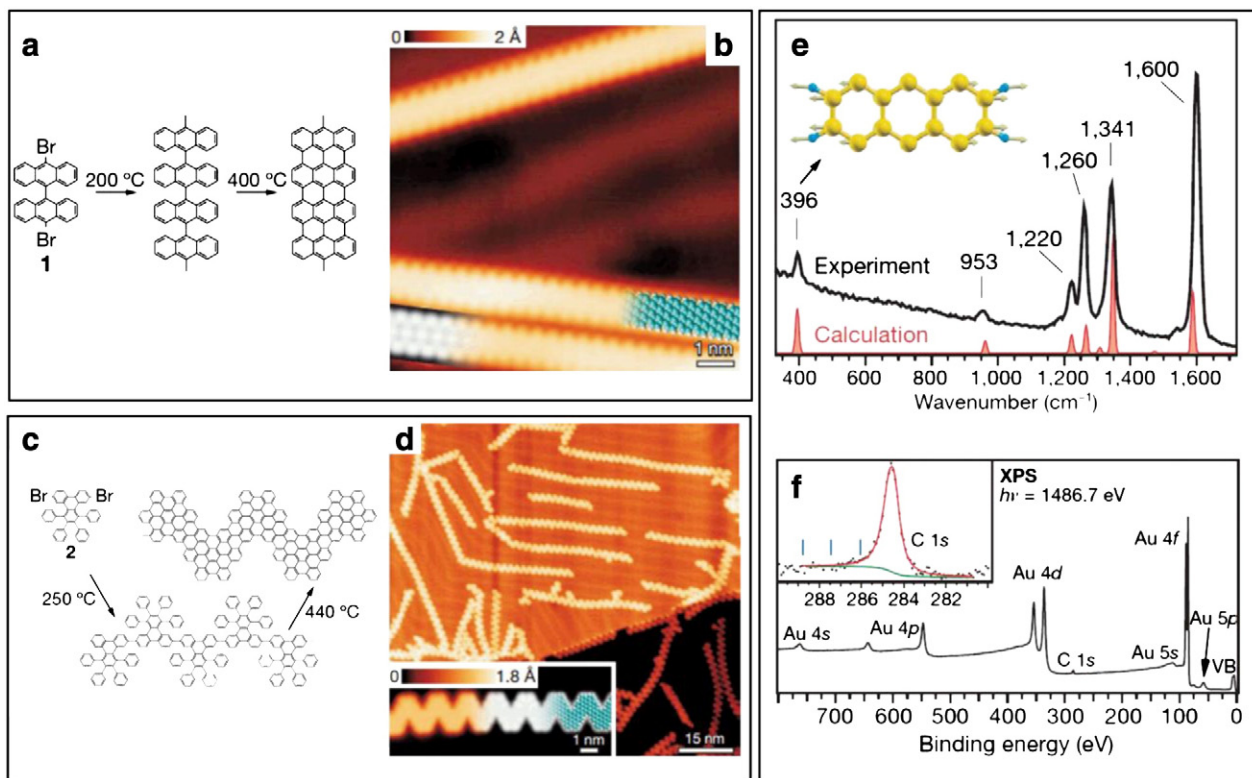 a
0 2 Å
b
Br
200 °C
400 °C
Br
1
1 nm
c
Br Br
2
250 °C
440 °C
d
0 1.8 Å
1 nm
15 nm
e
1,600
1,341
1,260
396
1,220
953
Experiment
Calculation
400 600 800 1,000 1,200 1,400 1,600
Wavenumber (cm⁻¹)
f
XPS
hν = 1486.7 eV
C 1s
288 286 284 282
Au 4f
Au 4d
Au 5p
Au 4s
Au 4p
C 1s
Au 5s
VB
700 600 500 400 300 200 100 0
Binding energy (eV)